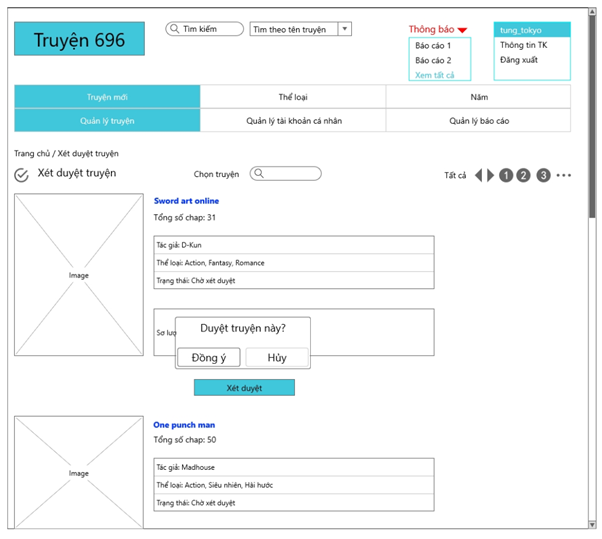 Truyện 696
Tìm kiếm
Tìm theo tên truyện
Thông báo
Báo cáo 1
Báo cáo 2
Xem tất cả
tung_tokyo
Thông tin TK
Đăng xuất
Truyện mới
Thể loại
Năm
Quản lý truyện
Quản lý tài khoản cá nhân
Quản lý báo cáo
Trang chủ / Xét duyệt truyện
Xét duyệt truyện
Chọn truyện
Tất cả
1 2 3
Image
Sword art online
Tổng số chap: 31
Tác giả: D-Kun
Thể loại: Action, Fantasy, Romance
Trạng thái: Chờ xét duyệt
Sơ lượ
Duyệt truyện này?
Đồng ý
Hủy
Xét duyệt
Image
One punch man
Tổng số chap: 50
Tác giả: Madhouse
Thể loại: Action, Siêu nhiên, Hài hước
Trạng thái: Chờ xét duyệt